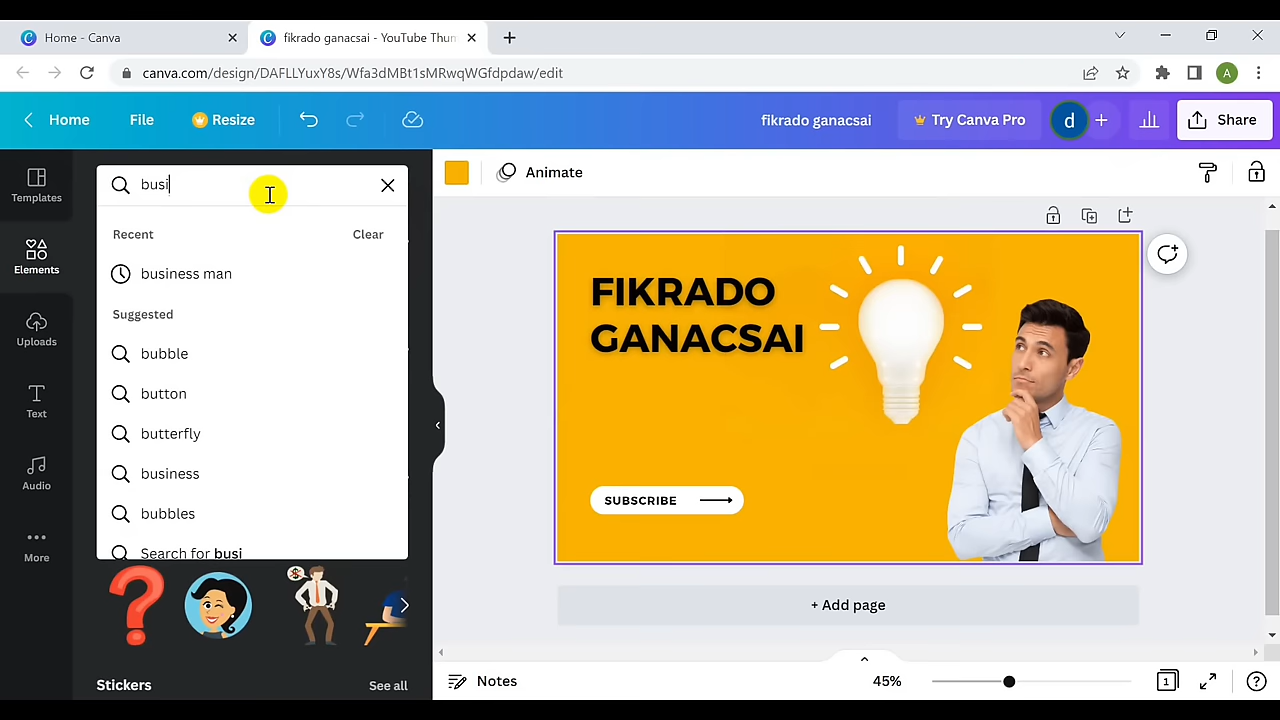 Home - Canva
fikrado ganacsai - YouTube Thum
canva.com/design/DAFLLYuxY8s/Wfa3dMBt1sMRwqWGfdpdaw/edit
A
Home
File
Resize
fikrado ganacsai
Try Canva Pro
d
Share
Templates
Elements
Uploads
Text
Audio
More
busi
Recent
Clear
business man
Suggested
bubble
button
butterfly
business
bubbles
Search for busi
Stickers
See all
Animate
FIKRADO
GANACSAI
SUBSCRIBE
+ Add page
Notes
45%
1